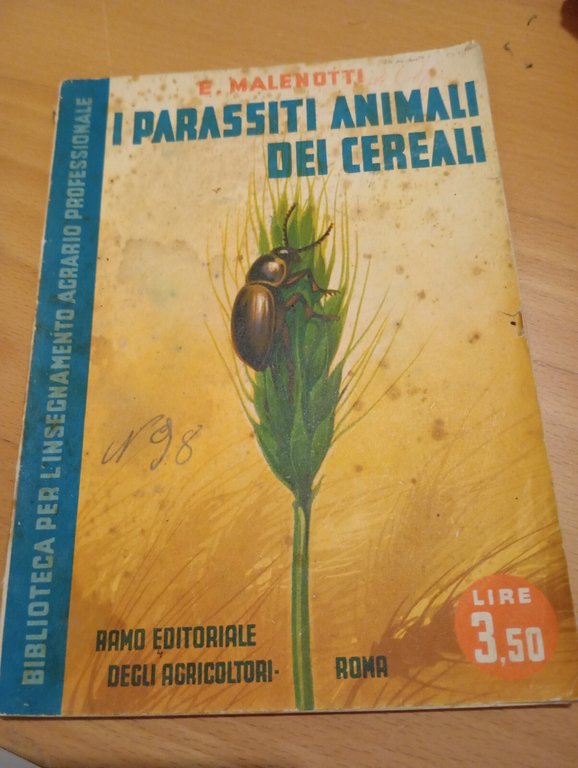 E. MALENOTTI
I PARASSITI ANIMALI
DEI CEREALI
BIBLIOTECA PER L'INSEGNAMENTO AGRARIO PROFESSIONALE
N 98
RAMO EDITORIALE
DEGLI AGRICOLTORI - ROMA
LIRE
3,50